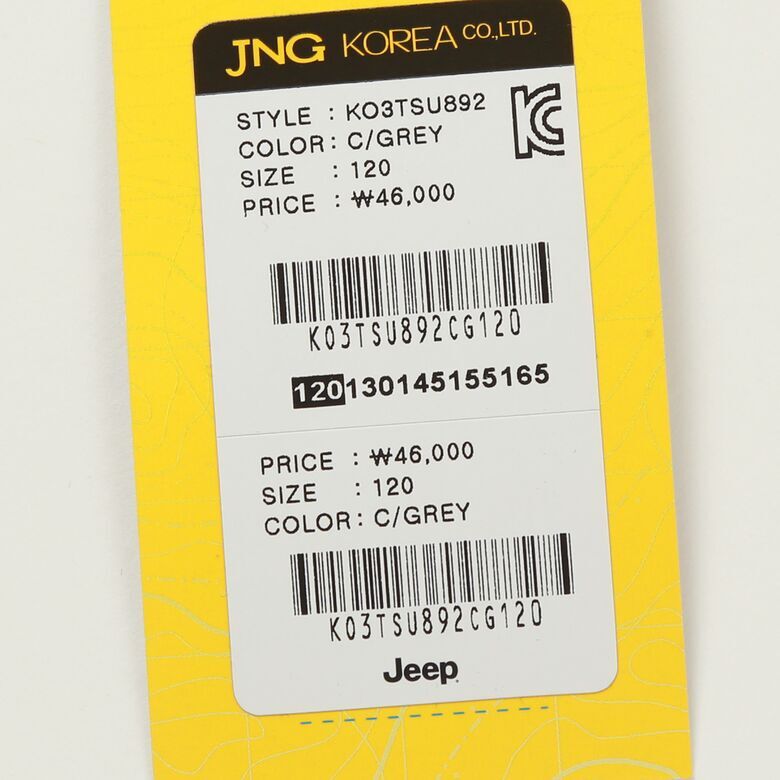 JNG KOREA CO.,LTD.
STYLE : KO3TSU892
COLOR : C/GREY
SIZE : 120
PRICE : ₩46,000
KC
K03TSU892CG120
120130145155165
PRICE : ₩46,000
SIZE : 120
COLOR : C/GREY
K03TSU892CG120
Jeep